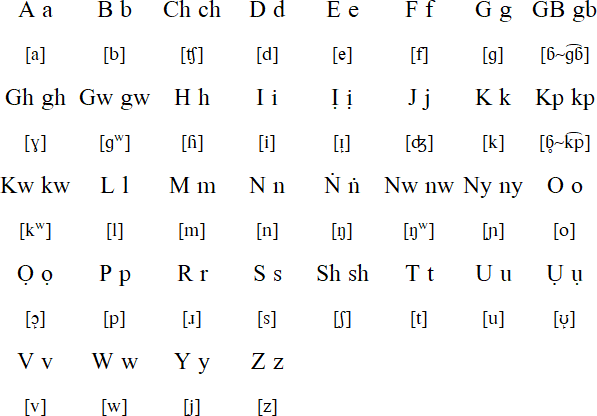 A a B b Ch ch D d E e F f G g GB gb
[a] [b] [ʧ] [d] [e] [f] [ɡ] [ɓ~ɡ͡ɓ]
Gh gh Gw gw H h I i Ị ị J j K k Kp kp
[ɣ] [ɡʷ] [ɦ] [i] [ɪ̙] [ʤ] [k] [ɓ̥~k͡p]
Kw kw L l M m N n Ṅ ṅ Nw nw Ny ny O o
[kʷ] [l] [m] [n] [ŋ] [ŋʷ] [ɲ] [o]
Ọ ọ P p R r S s Sh sh T t U u Ụ ụ
[ɔ̙] [p] [ɹ] [s] [ʃ] [t] [u] [ʊ̙]
V v W w Y y Z z
[v] [w] [j] [z]